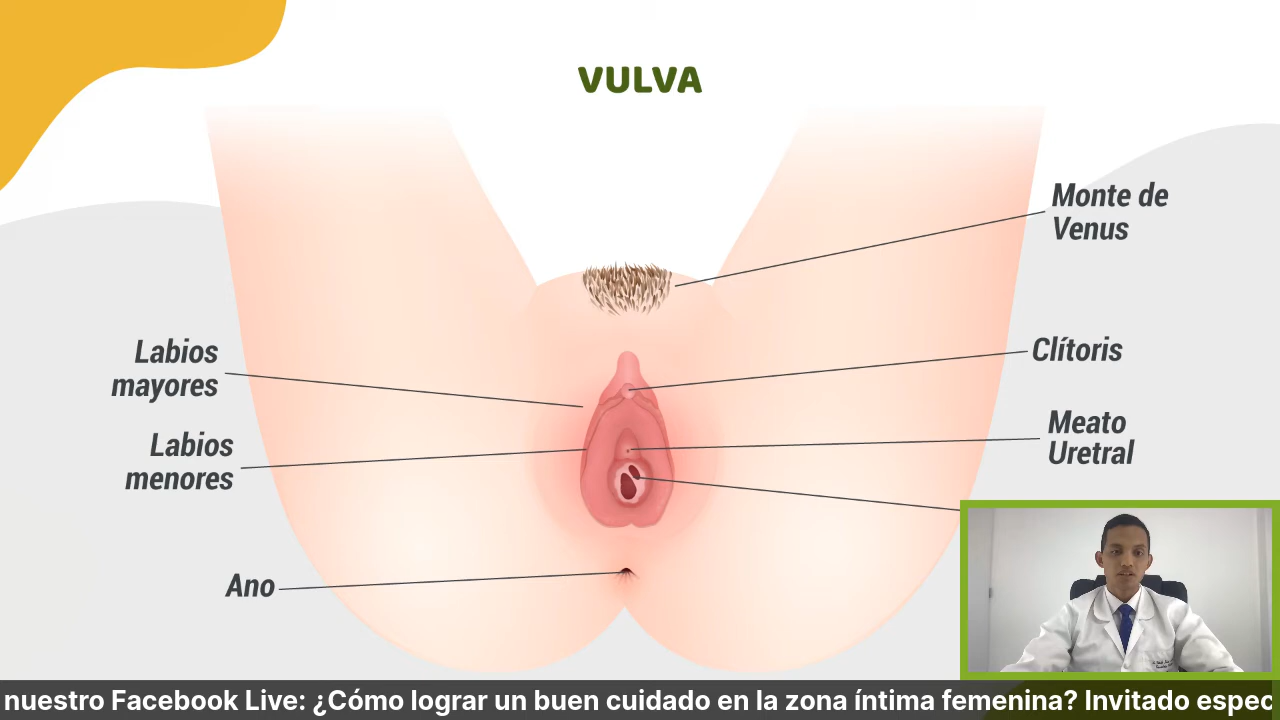 VULVA
Monte de
Venus
Labios
mayores
Clítoris
Labios
menores
Meato
Uretral
Ano
nuestro Facebook Live: ¿Cómo lograr un buen cuidado en la zona íntima femenina? Invitado espec